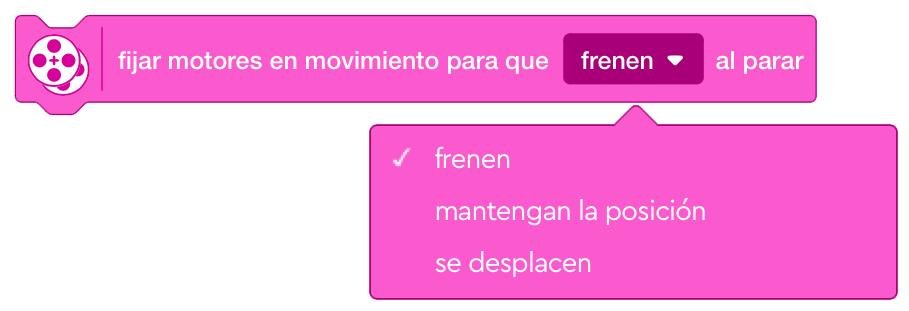 fijar motores en movimiento para que frenen al parar
frenen
mantengan la posición
se desplacen